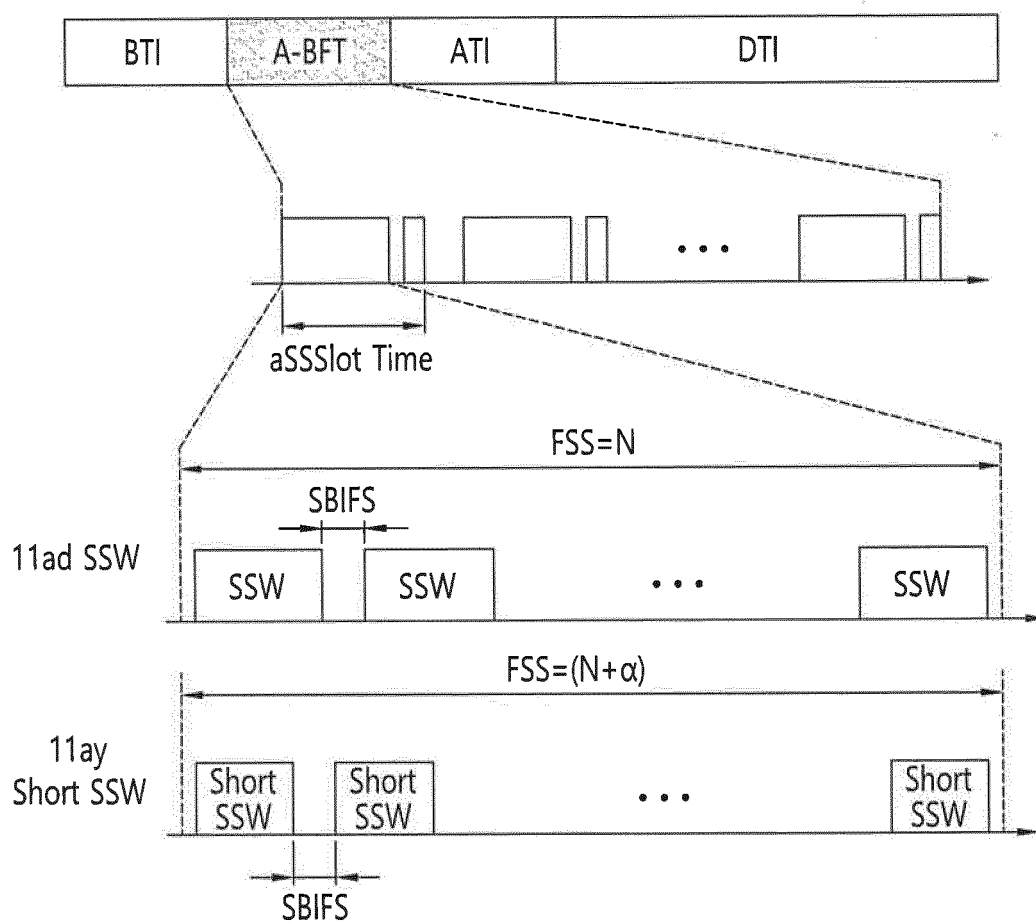 BTI A-BFT ATI DTI
aSSSlot Time
FSS=N
SBIFS
11ad SSW
SSW SSW • • • SSW
FSS=(N+α)
11ay
Short SSW
Short
SSW
Short
SSW
• • •
Short
SSW
SBIFS